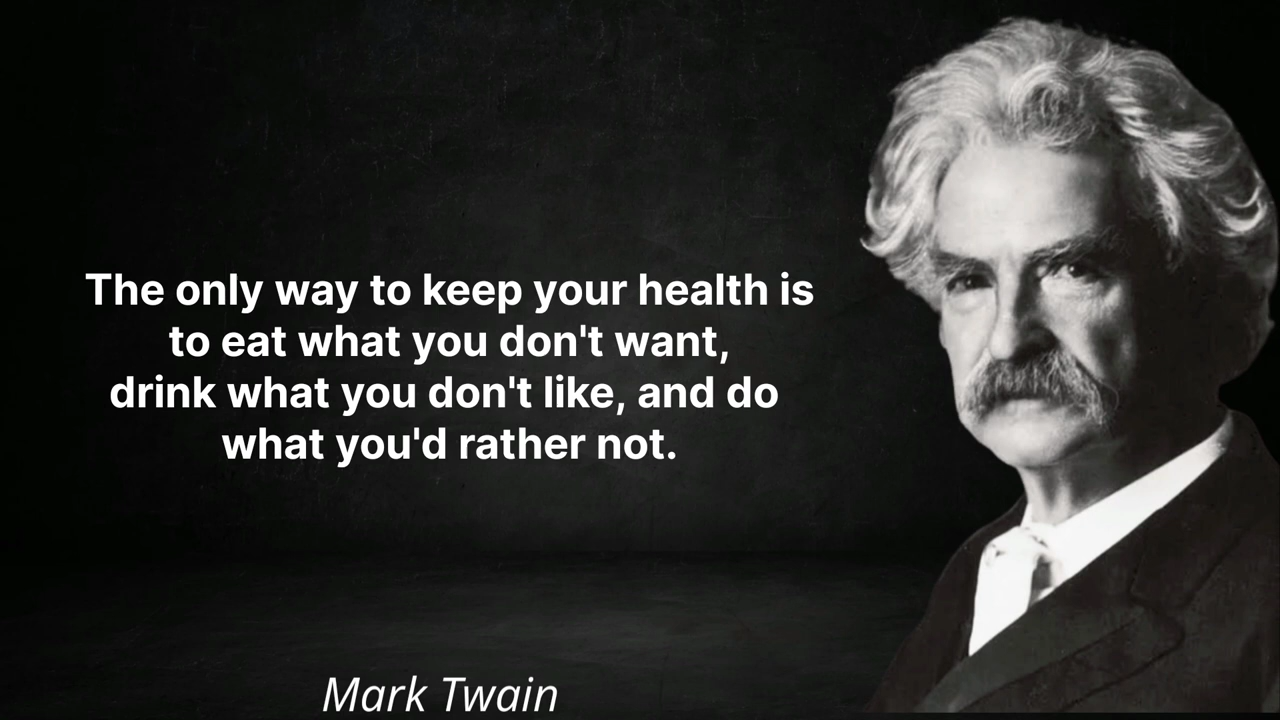 The only way to keep your health is
to eat what you don't want,
drink what you don't like, and do
what you'd rather not.
Mark Twain